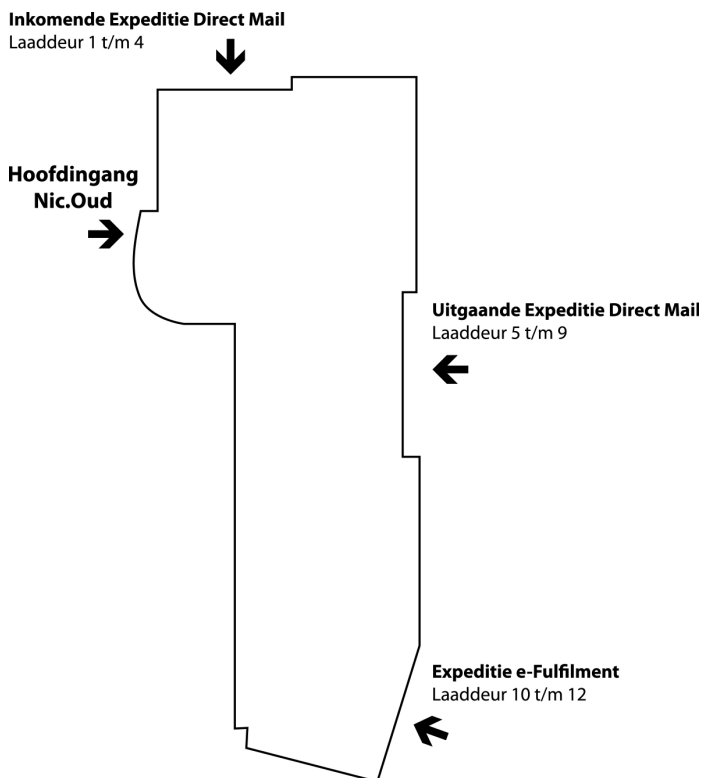 Inkomende Expeditie Direct Mail
Laaddeur 1 t/m 4
Hoofdingang
Nic.Oud
Uitgaande Expeditie Direct Mail
Laaddeur 5 t/m 9
Expeditie e-Fulfilment
Laaddeur 10 t/m 12